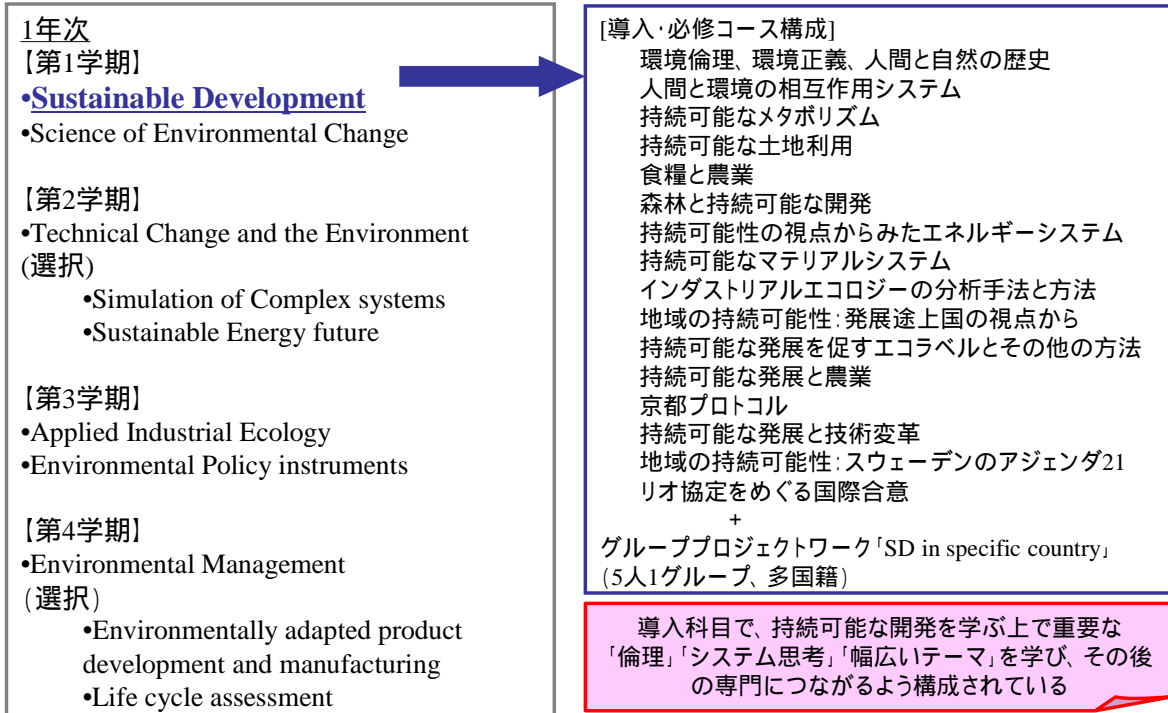 1年次
【第1学期】
•Sustainable Development
•Science of Environmental Change
【第2学期】
•Technical Change and the Environment
(選択)
•Simulation of Complex systems
•Sustainable Energy future
【第3学期】
•Applied Industrial Ecology
•Environmental Policy instruments
【第4学期】
•Environmental Management
(選択)
•Environmentally adapted product
development and manufacturing
•Life cycle assessment
[導入・必修コース構成]
環境倫理、環境正義、人間と自然の歴史
人間と環境の相互作用システム
持続可能なメタボリズム
持続可能な土地利用
食糧と農業
森林と持続可能な開発
持続可能性の視点からみたエネルギーシステム
持続可能なマテリアルシステム
インダストリアルエコロジーの分析手法と方法
地域の持続可能性:発展途上国の視点から
持続可能な発展を促すエコラベルとその他の方法
持続可能な発展と農業
京都プロトコル
持続可能な発展と技術変革
地域の持続可能性:スウェーデンのアジェンダ21
リオ協定をめぐる国際合意
+
グループプロジェクトワーク「SD in specific country」
(5人1グループ、多国籍)
導入科目で、持続可能な開発を学ぶ上で重要な
「倫理」「システム思考」「幅広いテーマ」を学び、その後
の専門につながるよう構成されている